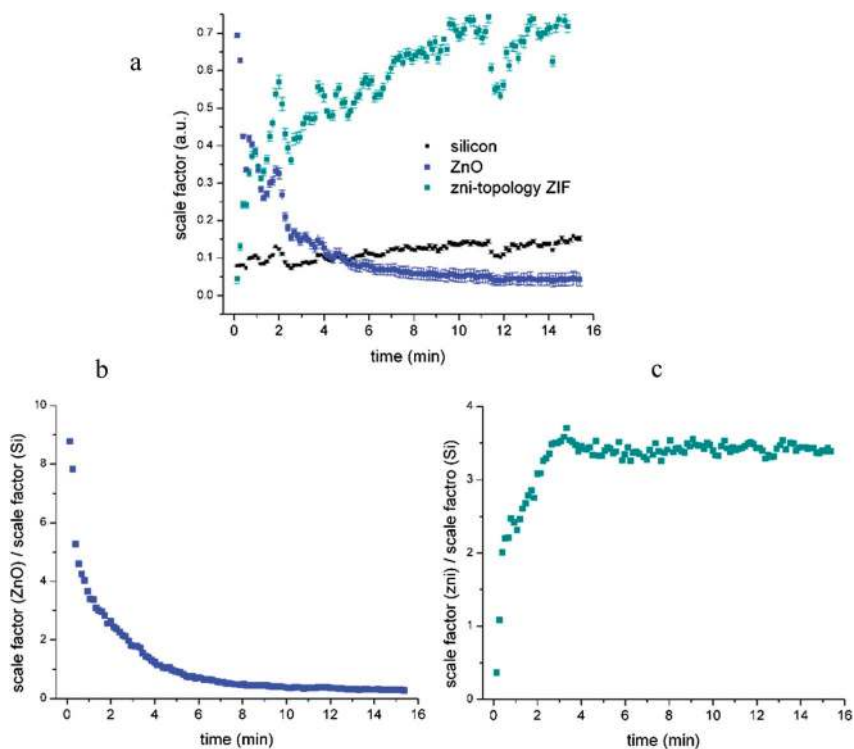 a
0.7
0.6
0.5
0.4
0.3
0.2
0.1
0.0
scale factor (a.u.)
silicon
ZnO
zni-topology ZIF
0 2 4 6 8 10 12 14 16
time (min)
b
10
8
6
4
2
0
scale factor (ZnO) / scale factor (Si)
0 2 4 6 8 10 12 14 16
time (min)
c
4
3
2
1
0
scale factor (zni) / scale factro (Si)
0 2 4 6 8 10 12 14 16
time (min)